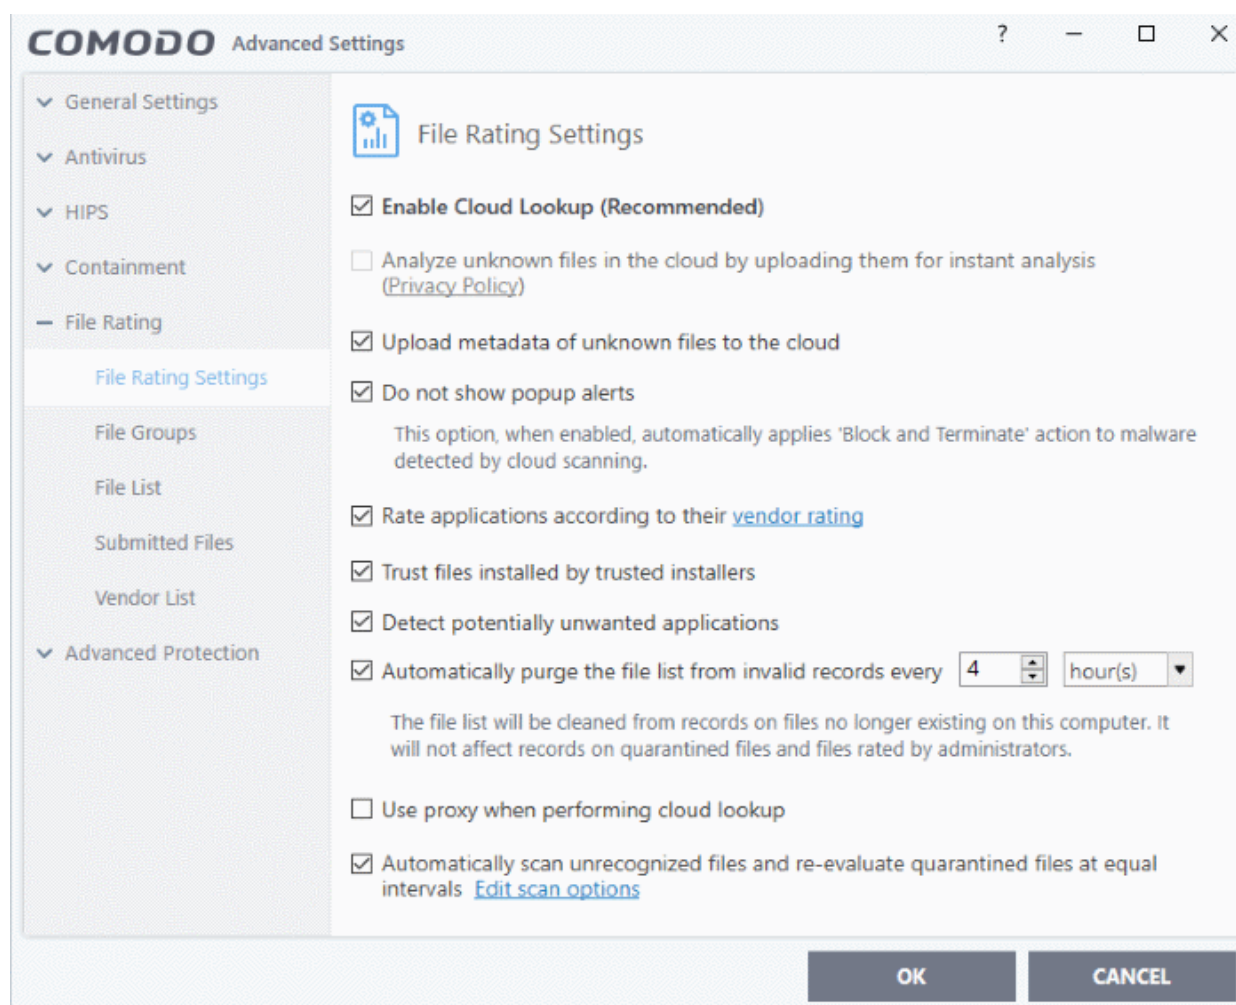 COMODO Advanced Settings
?
General Settings
Antivirus
HIPS
Containment
File Rating
File Rating Settings
File Groups
File List
Submitted Files
Vendor List
Advanced Protection
File Rating Settings
Enable Cloud Lookup (Recommended)
Analyze unknown files in the cloud by uploading them for instant analysis
(Privacy Policy)
Upload metadata of unknown files to the cloud
Do not show popup alerts
This option, when enabled, automatically applies 'Block and Terminate' action to malware
detected by cloud scanning.
Rate applications according to their vendor rating
Trust files installed by trusted installers
Detect potentially unwanted applications
Automatically purge the file list from invalid records every 4 hour(s)
The file list will be cleaned from records on files no longer existing on this computer. It
will not affect records on quarantined files and files rated by administrators.
Use proxy when performing cloud lookup
Automatically scan unrecognized files and re-evaluate quarantined files at equal
intervals Edit scan options
OK CANCEL